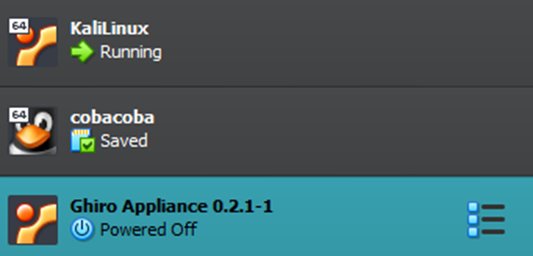 64
KaliLinux
Running
64
cobacoba
Saved
Ghiro Appliance 0.2.1-1
Powered Off